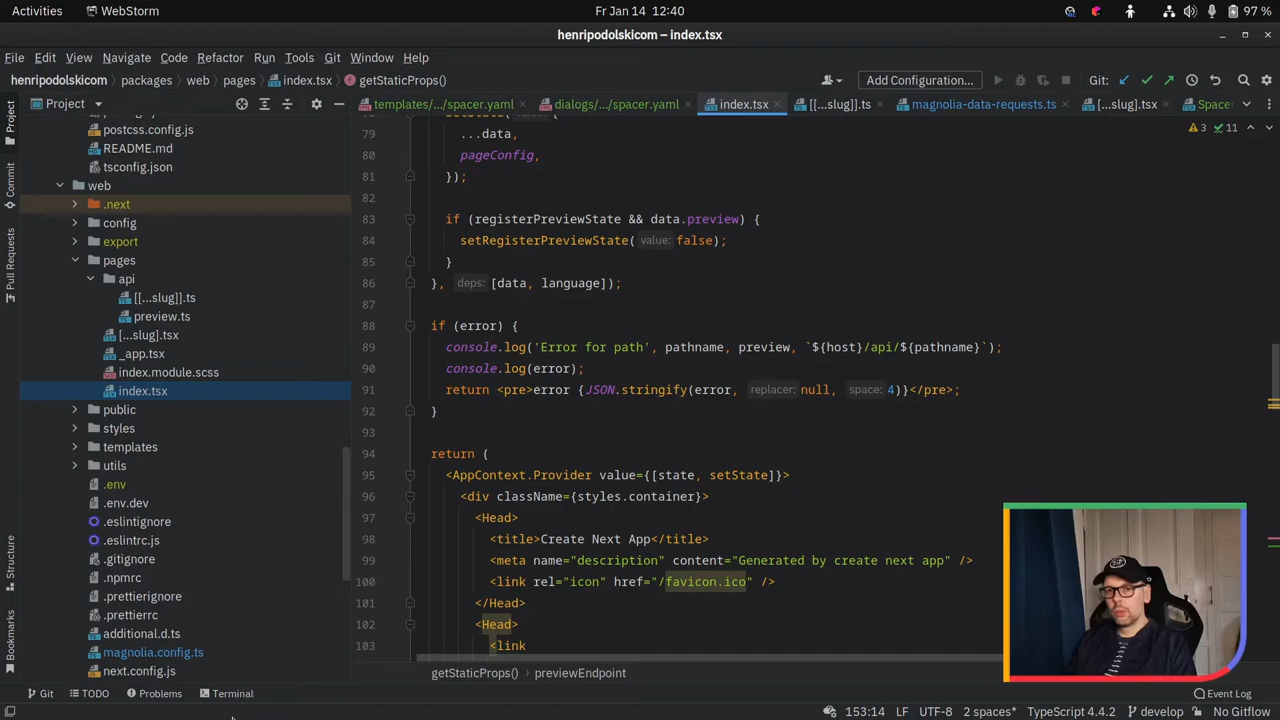 Activities WebStorm Fr Jan 14 12:40 97 %
henripodolskicom – index.tsx
File Edit View Navigate Code Refactor Run Tools Git Window Help
henripodolskicom packages web pages index.tsx getStaticProps() Add Configuration... Git:
Project templates/.../spacer.yaml dialogs/.../spacer.yaml index.tsx [[...slug]].ts magnolia-data-requests.ts [...slug].tsx Space
Project
Commit
Pull Requests
Structure
Bookmarks
postcss.config.js
README.md
tsconfig.json
web
.next
config
export
pages
api
[[...slug]].ts
preview.ts
[...slug].tsx
_app.tsx
index.module.scss
index.tsx
public
styles
templates
utils
.env
.env.dev
.eslintignore
.eslintrc.js
.gitignore
.npmrc
.prettierignore
.prettierrc
additional.d.ts
magnolia.config.ts
next.config.js
3 11
79 ...data,
80 pageConfig,
81 });
82
83 if (registerPreviewState && data.preview) {
84 setRegisterPreviewState( value: false);
85 }
86 }, deps: [data, language]);
87
88 if (error) {
89 console.log('Error for path', pathname, preview, `${host}/api/${pathname}`);
90 console.log(error);
91 return <pre>error {JSON.stringify(error, replacer: null, space: 4)}</pre>;
92 }
93
94 return (
95 <AppContext.Provider value={[state, setState]}>
96 <div className={styles.container}>
97 <Head>
98 <title>Create Next App</title>
99 <meta name="description" content="Generated by create next app" />
100 <link rel="icon" href="/favicon.ico" />
101 </Head>
102 <Head>
103 <link
getStaticProps() previewEndpoint
Git TODO Problems Terminal Event Log
153:14 LF UTF-8 2 spaces* TypeScript 4.4.2 develop No Gitflow